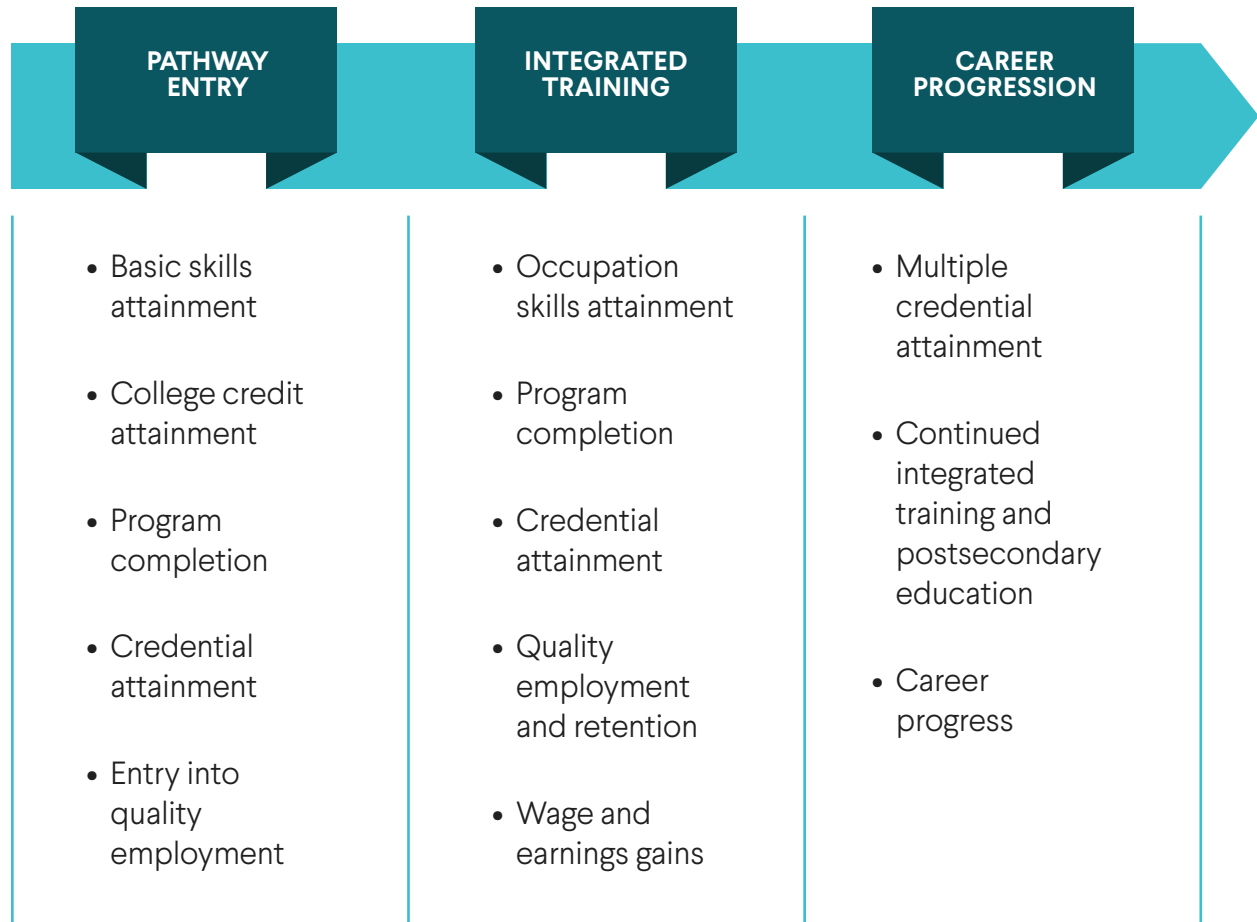 PATHWAY
ENTRY
• Basic skills
attainment
• College credit
attainment
• Program
completion
• Credential
attainment
• Entry into
quality
employment
INTEGRATED
TRAINING
• Occupation
skills attainment
• Program
completion
• Credential
attainment
• Quality
employment
and retention
• Wage and
earnings gains
CAREER
PROGRESSION
• Multiple
credential
attainment
• Continued
integrated
training and
postsecondary
education
• Career
progress